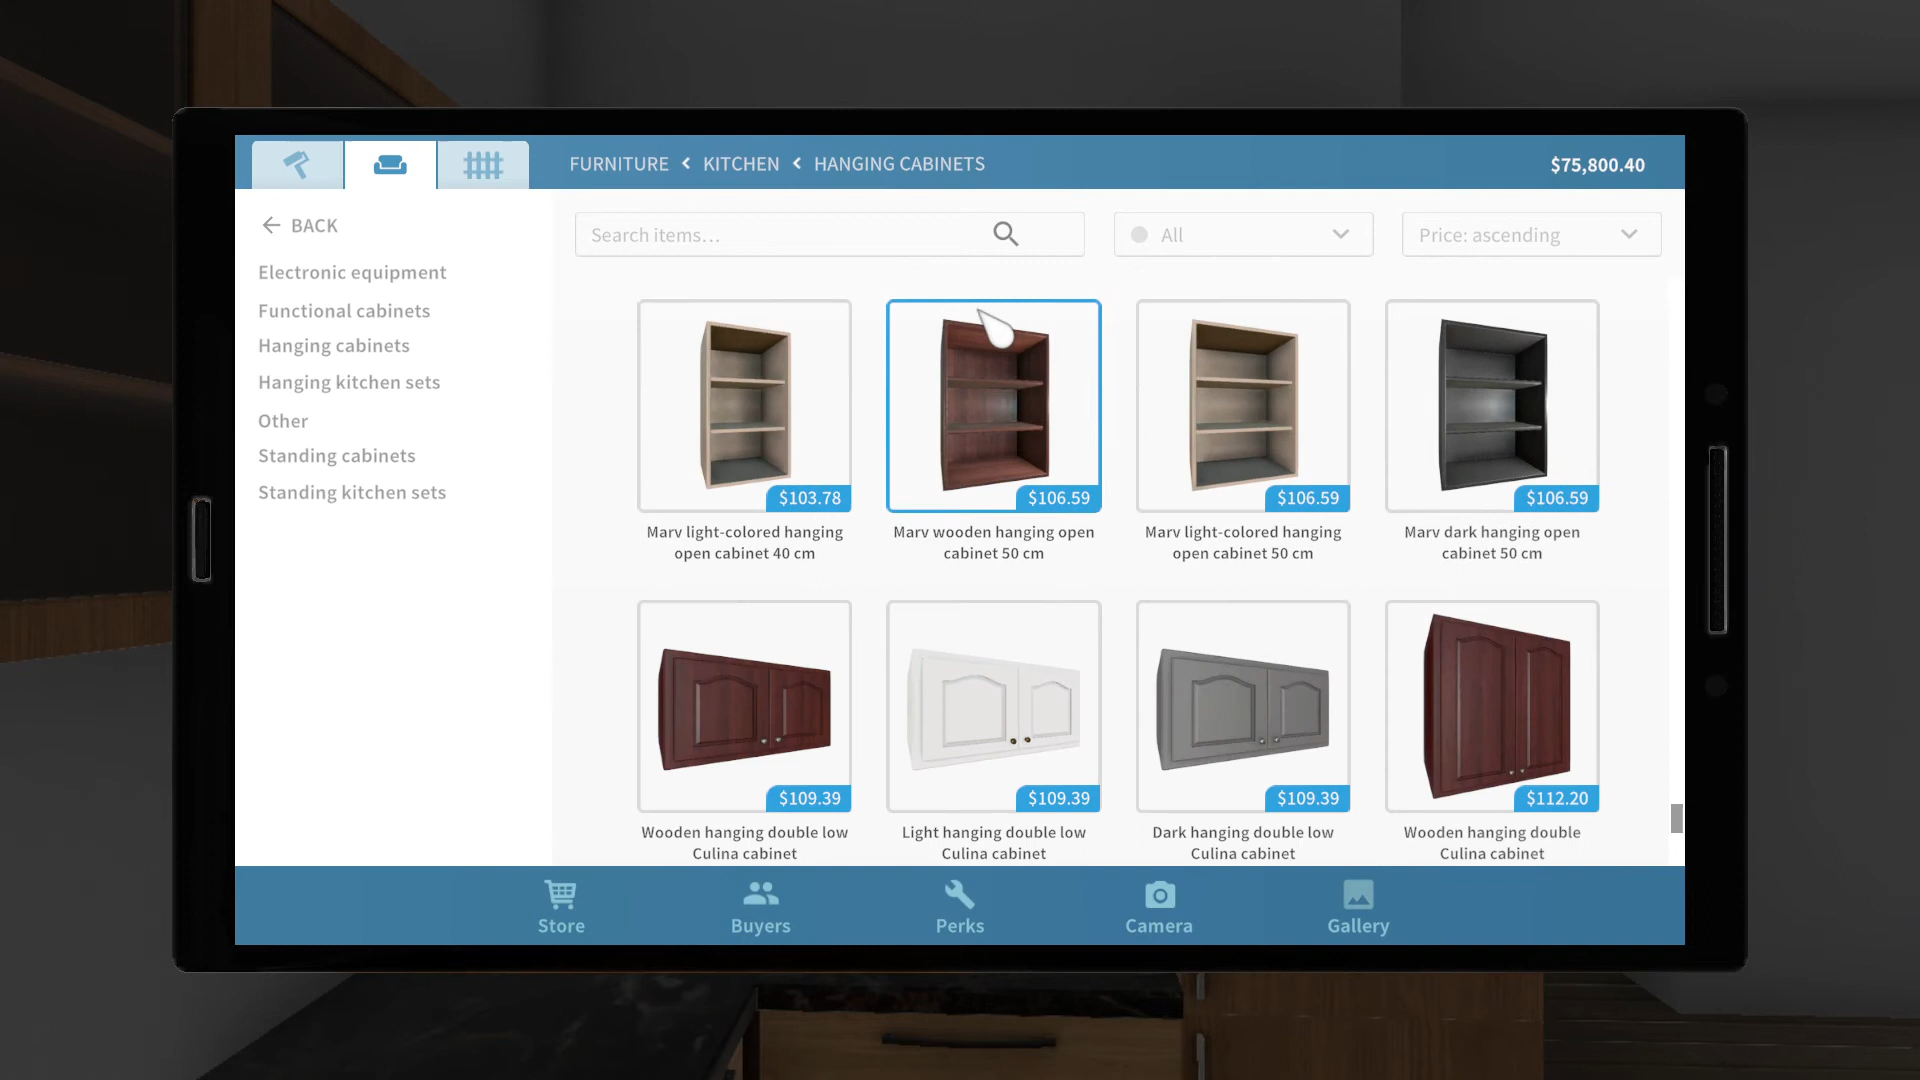 FURNITURE < KITCHEN < HANGING CABINETS
$75,800.40
BACK
Search items...
All
Price: ascending
Electronic equipment
Functional cabinets
Hanging cabinets
Hanging kitchen sets
Other
Standing cabinets
Standing kitchen sets
$103.78
$106.59
$106.59
$106.59
Marv light-colored hanging
open cabinet 40 cm
Marv wooden hanging open
cabinet 50 cm
Marv light-colored hanging
open cabinet 50 cm
Marv dark hanging open
cabinet 50 cm
$109.39
$109.39
$109.39
$112.20
Wooden hanging double low
Culina cabinet
Light hanging double low
Culina cabinet
Dark hanging double low
Culina cabinet
Wooden hanging double
Culina cabinet
Store
Buyers
Perks
Camera
Gallery